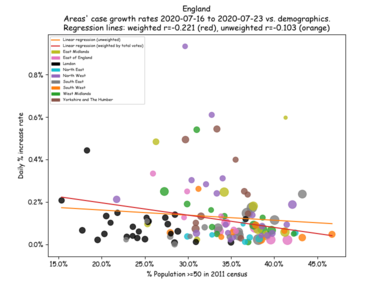 England
Areas' case growth rates 2020-07-16 to 2020-07-23 vs. demographics.
Regression lines: weighted r=-0.221 (red), unweighted r=-0.103 (orange)
Linear regression (unweighted)
Linear regression (weighted by total votes)
East Midlands
East of England
London
North East
North West
South East
South West
West Midlands
Yorkshire and The Humber
Daily % increase rate
0.8%
0.6%
0.4%
0.2%
0.0%
15.0%
20.0%
25.0%
30.0%
35.0%
40.0%
45.0%
% Population >=50 in 2011 census